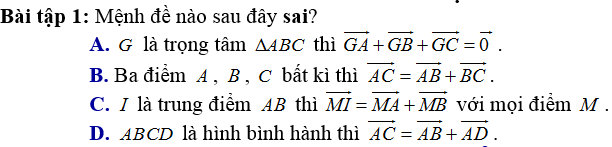 Bài tập 1: Mệnh đề nào sau đây sai?
A. G là trọng tâm ΔABC thì $\overrightarrow{GA}+\overrightarrow{GB}+\overrightarrow{GC}=\overrightarrow{0}$ .
B. Ba điểm A , B , C bất kì thì $\overrightarrow{AC}=\overrightarrow{AB}+\overrightarrow{BC}$ .
C. I là trung điểm AB thì $\overrightarrow{MI}=\overrightarrow{MA}+\overrightarrow{MB}$ với mọi điểm M .
D. ABCD là hình bình hành thì $\overrightarrow{AC}=\overrightarrow{AB}+\overrightarrow{AD}$ .